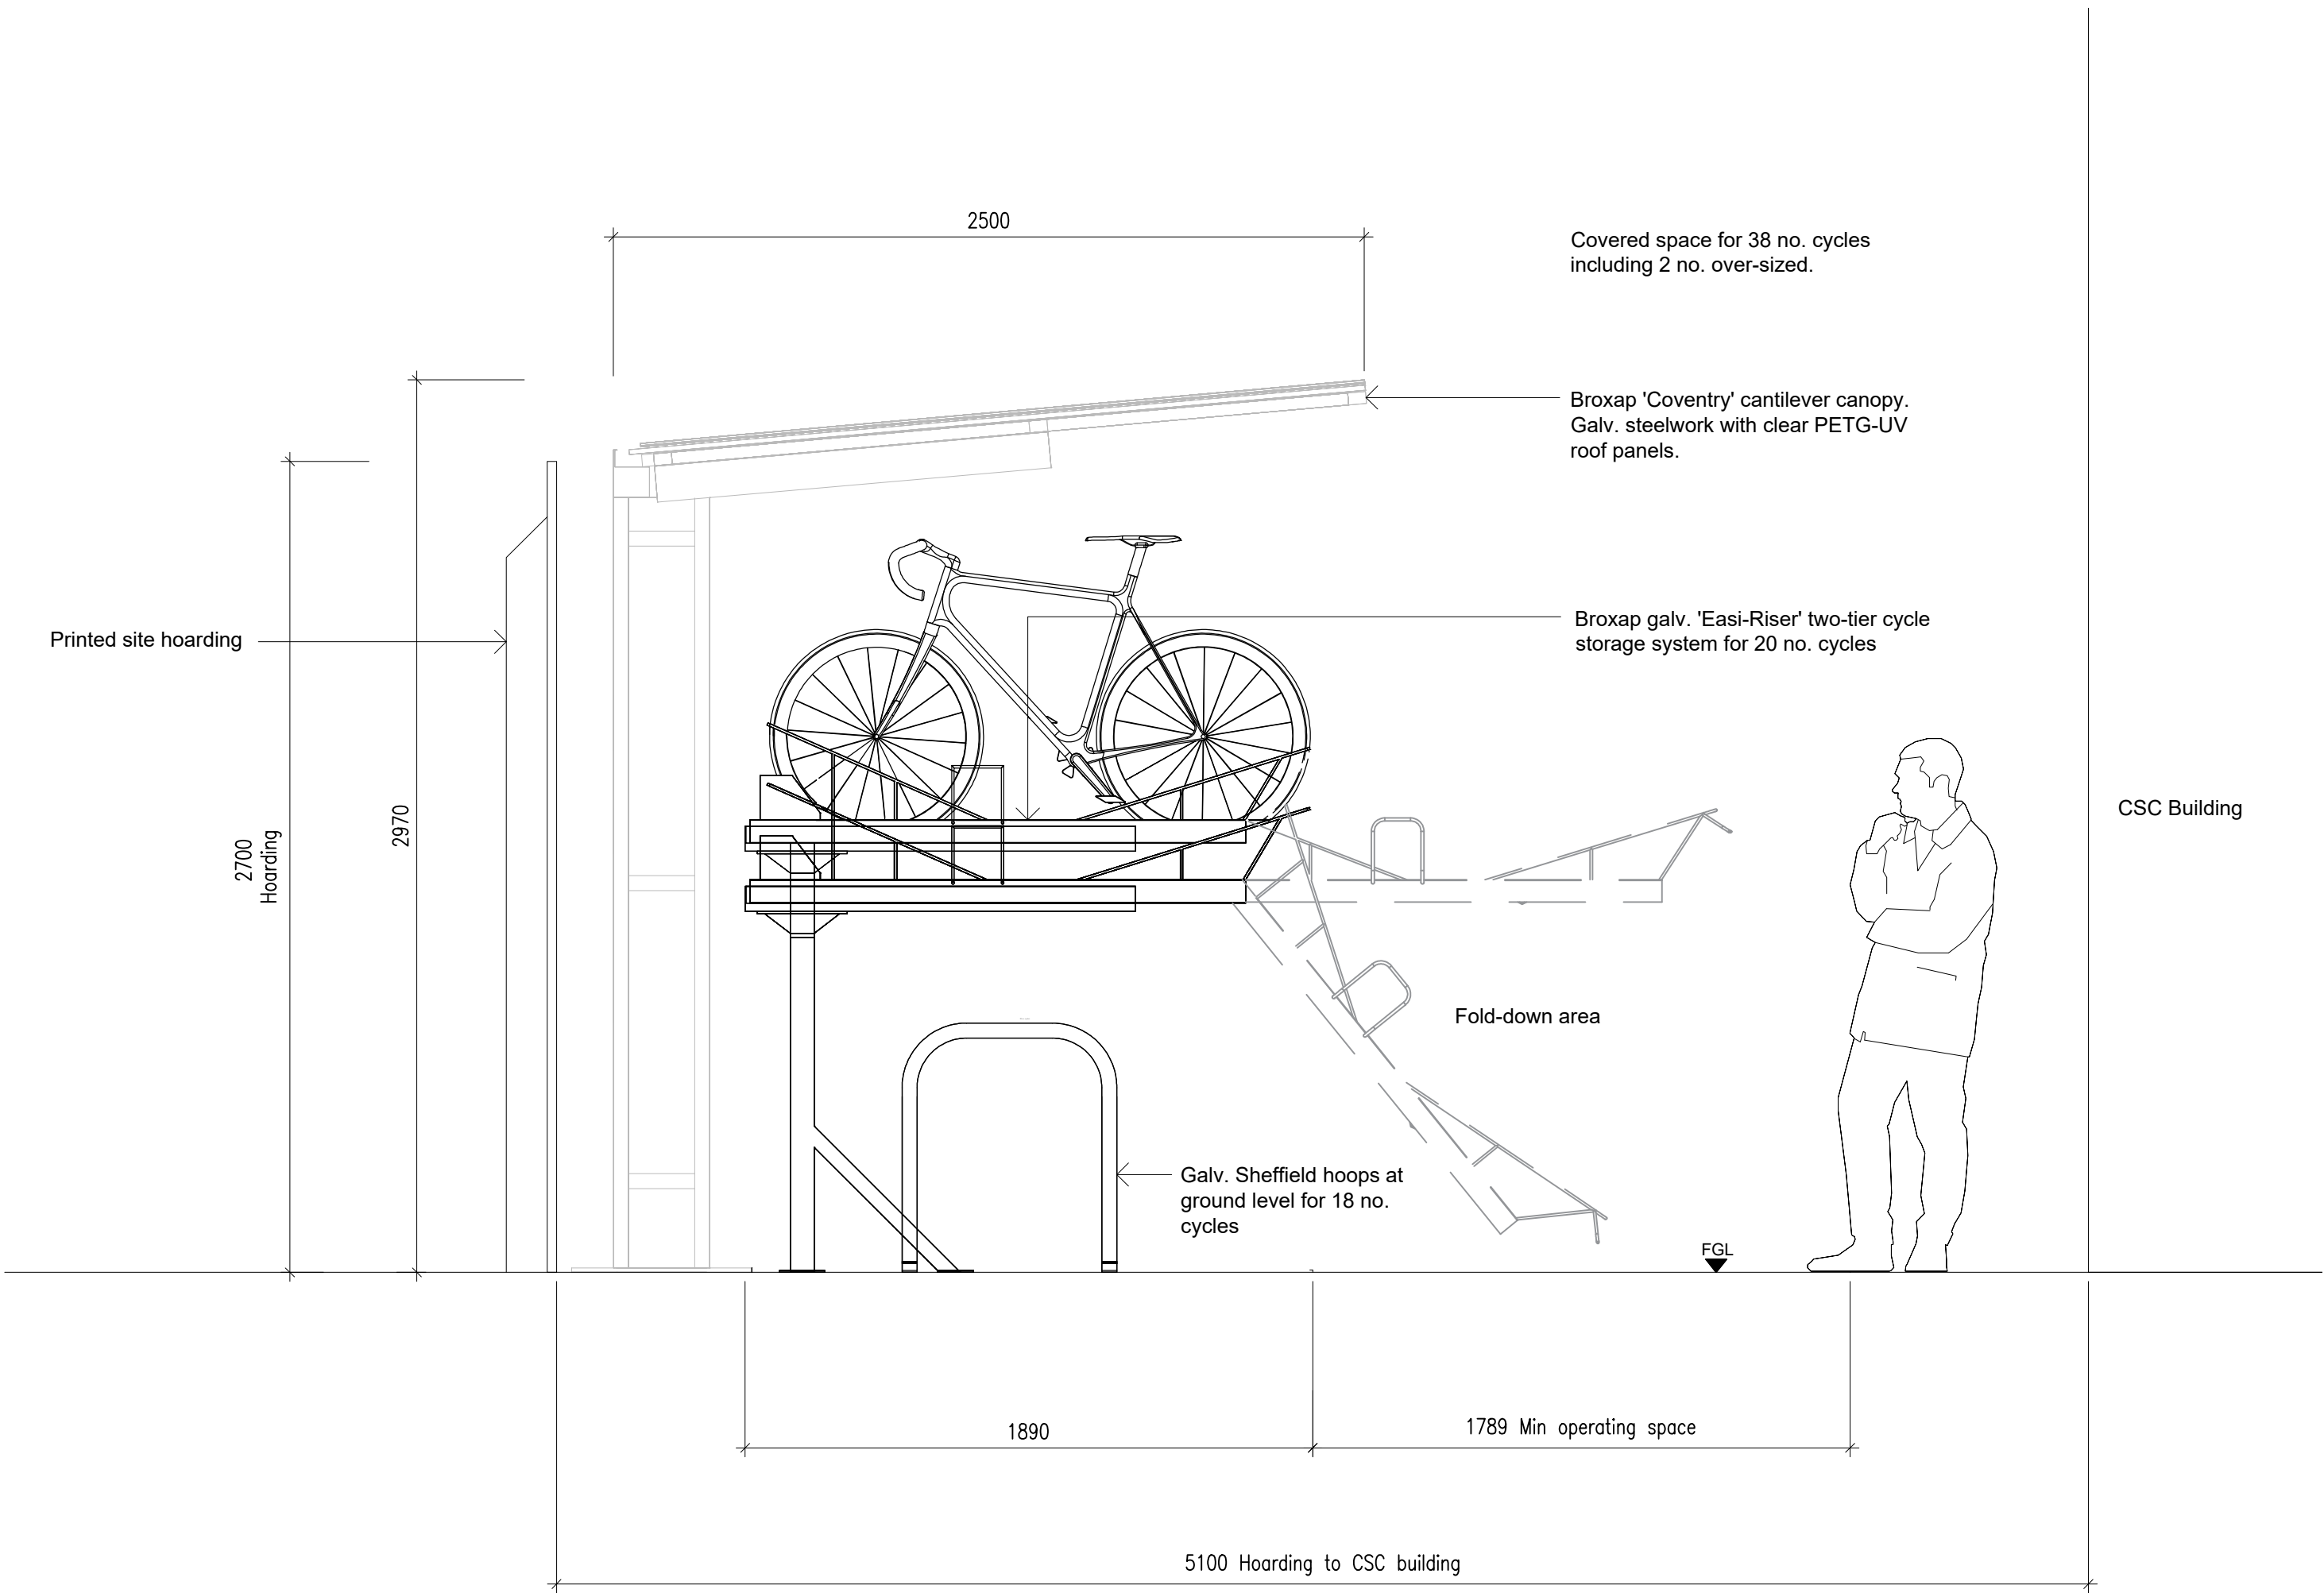 2500
Covered space for 38 no. cycles
including 2 no. over-sized.
Broxap 'Coventry' cantilever canopy.
Galv. steelwork with clear PETG-UV
roof panels.
Printed site hoarding
Broxap galv. 'Easi-Riser' two-tier cycle
storage system for 20 no. cycles
2700
Hoarding
2970
CSC Building
Fold-down area
Galv. Sheffield hoops at
ground level for 18 no.
cycles
FGL
1890
1789 Min operating space
5100 Hoarding to CSC building